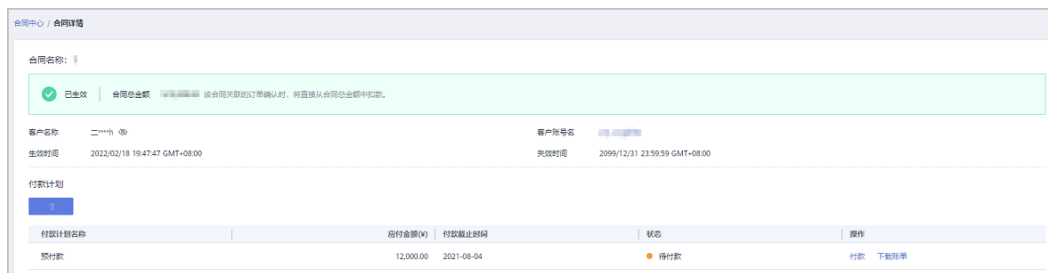 合同中心 / 合同详情
合同名称：
已生效 合同总金额 该合同关联的订单确认时，将直接从合同总金额中扣款。
客户名称 二****h 客户账号名
生效时间 2022/02/18 19:47:47 GMT+08:00 失效时间 2099/12/31 23:59:59 GMT+08:00
付款计划
付款计划名称 应付金额(¥) 付款截止时间 状态 操作
预付款 12,000.00 2021-08-04 待付款 付款 下载账单